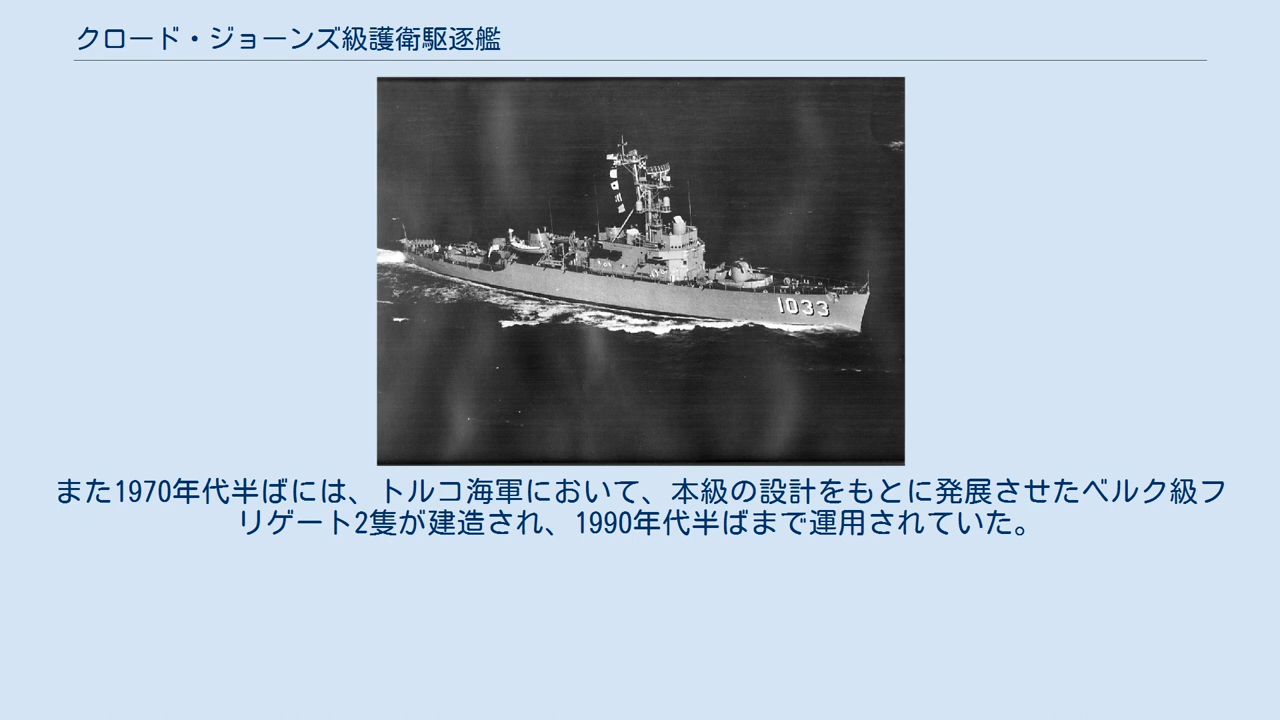 クロード・ジョーンズ級護衛駆逐艦
1033
また1970年代半ばには、トルコ海軍において、本級の設計をもとに発展させたベルク級フ
リゲート2隻が建造され、1990年代半ばまで運用されていた。